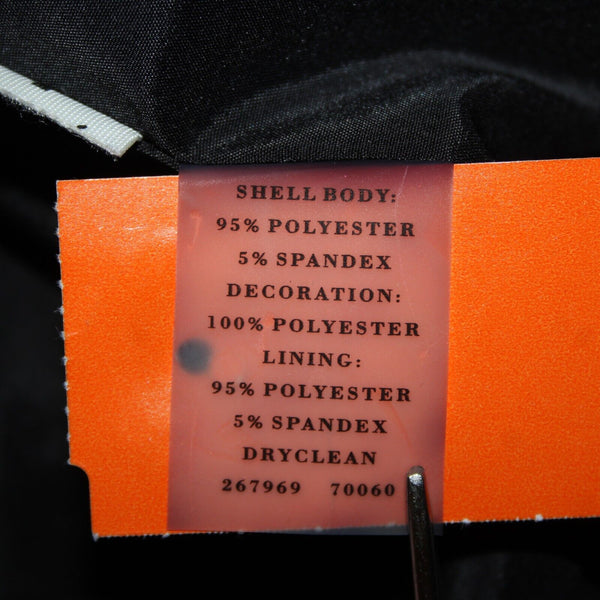 SHELL BODY:
95% POLYESTER
5% SPANDEX
DECORATION:
100% POLYESTER
LINING:
95% POLYESTER
5% SPANDEX
DRYCLEAN
267969 70060